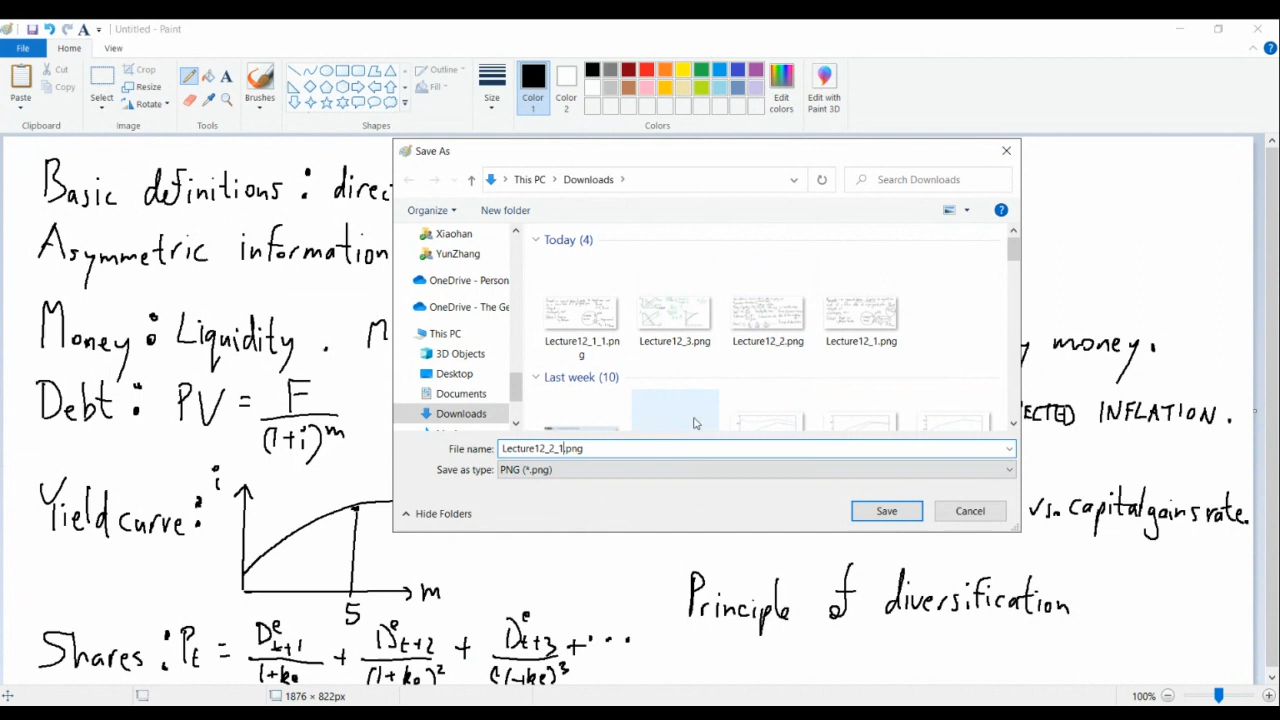 Untitled - Paint
File
Home
View
Paste
Cut
Copy
Clipboard
Select
Crop
Resize
Rotate
Image
Tools
Brushes
Shapes
Outline
Fill
Size
Color 1
Color 2
Colors
Edit colors
Edit with Paint 3D
Basic definitions : direc
Asymmetric information
Money : Liquidity . M
y money.
Debt : PV = F / (1+i)^m
ECTED INFLATION.
Yield curve : i m 5
vs. capital gains rate.
Principle of diversification
Shares : Pt = D^e t+1 / 1+ke + D^e t+2 / (1+ke)^2 + D^e t+3 / (1+ke)^3 + ...
Save As
This PC > Downloads >
Search Downloads
Organize
New folder
Xiaohan
YunZhang
OneDrive - Person
OneDrive - The Ge
This PC
3D Objects
Desktop
Documents
Downloads
Today (4)
Lecture12_1_1.png
Lecture12_3.png
Lecture12_2.png
Lecture12_1.png
Last week (10)
File name: Lecture12_2_1.png
Save as type: PNG (*.png)
Hide Folders
Save
Cancel
1876 × 822px
100%